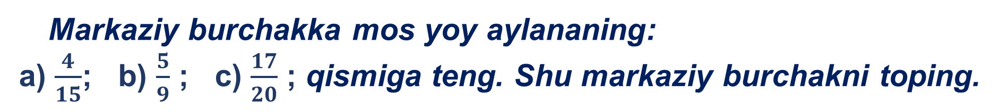 Markaziy burchakka mos yoy aylananing:
a) 4/15; b) 5/9 ; c) 17/20 ; qismiga teng. Shu markaziy burchakni toping.